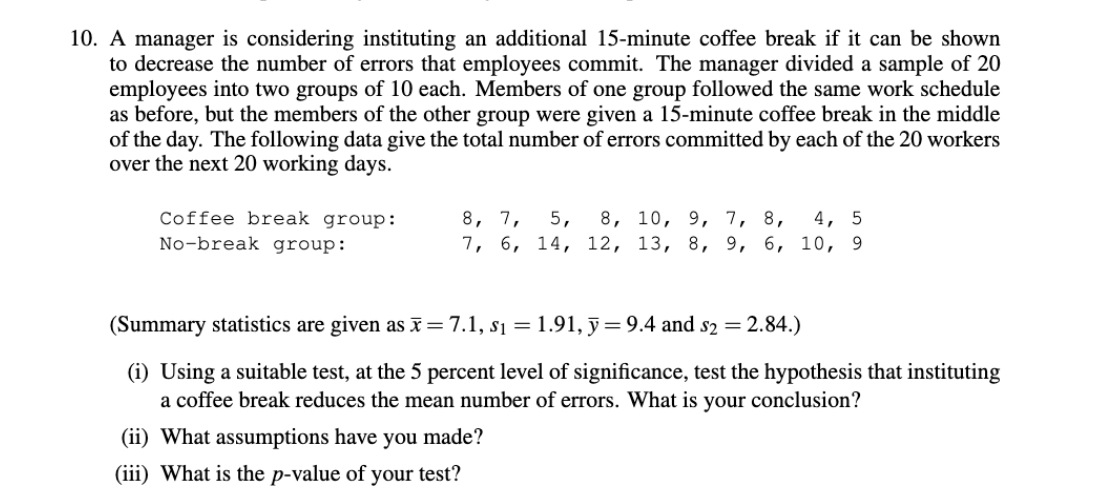 10. A manager is considering instituting an additional 15-minute coffee break if it can be shown
to decrease the number of errors that employees commit. The manager divided a sample of 20
employees into two groups of 10 each. Members of one group followed the same work schedule
as before, but the members of the other group were given a 15-minute coffee break in the middle
of the day. The following data give the total number of errors committed by each of the 20 workers
over the next 20 working days.
Coffee break group: 8, 7, 5, 8, 10, 9, 7, 8, 4, 5
No-break group: 7, 6, 14, 12, 13, 8, 9, 6, 10, 9
(Summary statistics are given as x̄ = 7.1, s₁ = 1.91, ȳ = 9.4 and s₂ = 2.84.)
(i) Using a suitable test, at the 5 percent level of significance, test the hypothesis that instituting
a coffee break reduces the mean number of errors. What is your conclusion?
(ii) What assumptions have you made?
(iii) What is the p-value of your test?